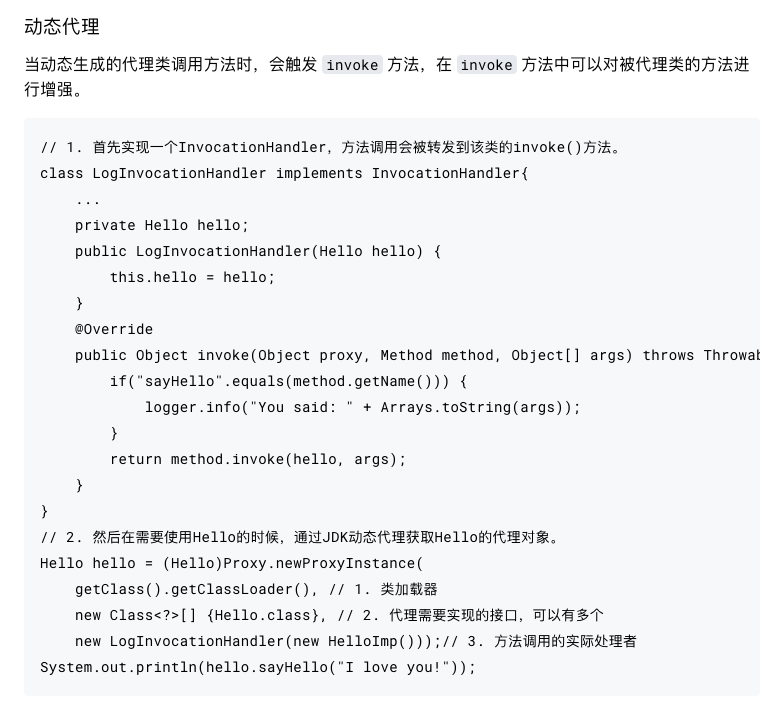 动态代理
当动态生成的代理类调用方法时，会触发 invoke 方法，在 invoke 方法中可以对被代理类的方法进
行增强。
// 1. 首先实现一个InvocationHandler，方法调用会被转发到该类的invoke()方法。
class LogInvocationHandler implements InvocationHandler{
    ...
    private Hello hello;
    public LogInvocationHandler(Hello hello) {
        this.hello = hello;
    }
    @Override
    public Object invoke(Object proxy, Method method, Object[] args) throws Throwab
        if("sayHello".equals(method.getName())) {
            logger.info("You said: " + Arrays.toString(args));
        }
        return method.invoke(hello, args);
    }
}
// 2. 然后在需要使用Hello的时候，通过JDK动态代理获取Hello的代理对象。
Hello hello = (Hello)Proxy.newProxyInstance(
    getClass().getClassLoader(), // 1. 类加载器
    new Class<?>[] {Hello.class}, // 2. 代理需要实现的接口，可以有多个
    new LogInvocationHandler(new HelloImp()));// 3. 方法调用的实际处理者
System.out.println(hello.sayHello("I love you!"));